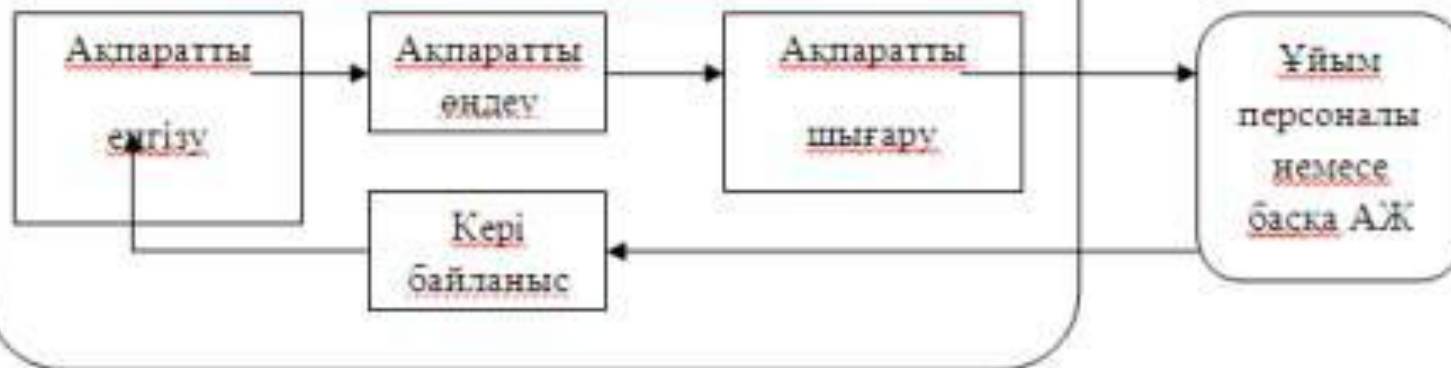 Ақпаратты
енгізу
Ақпаратты
өңдеу
Ақпаратты
шығару
Ұйым
персоналы
немесе
басқа АЖ
Кері
байланыс